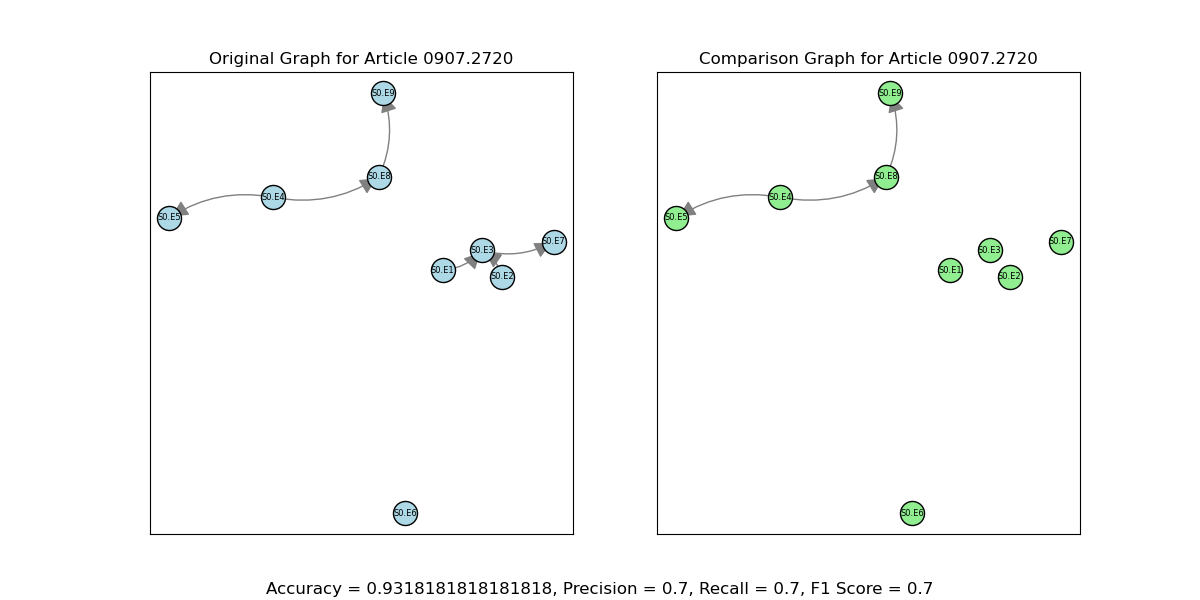 Original Graph for Article 0907.2720
S0.E9
S0.E8
S0.E4
S0.E5
S0.E7
S0.E3
S0.E1
S0.E2
S0.E6
Comparison Graph for Article 0907.2720
S0.E9
S0.E8
S0.E4
S0.E5
S0.E7
S0.E3
S0.E1
S0.E2
S0.E6
Accuracy = 0.9318181818181818, Precision = 0.7, Recall = 0.7, F1 Score = 0.7